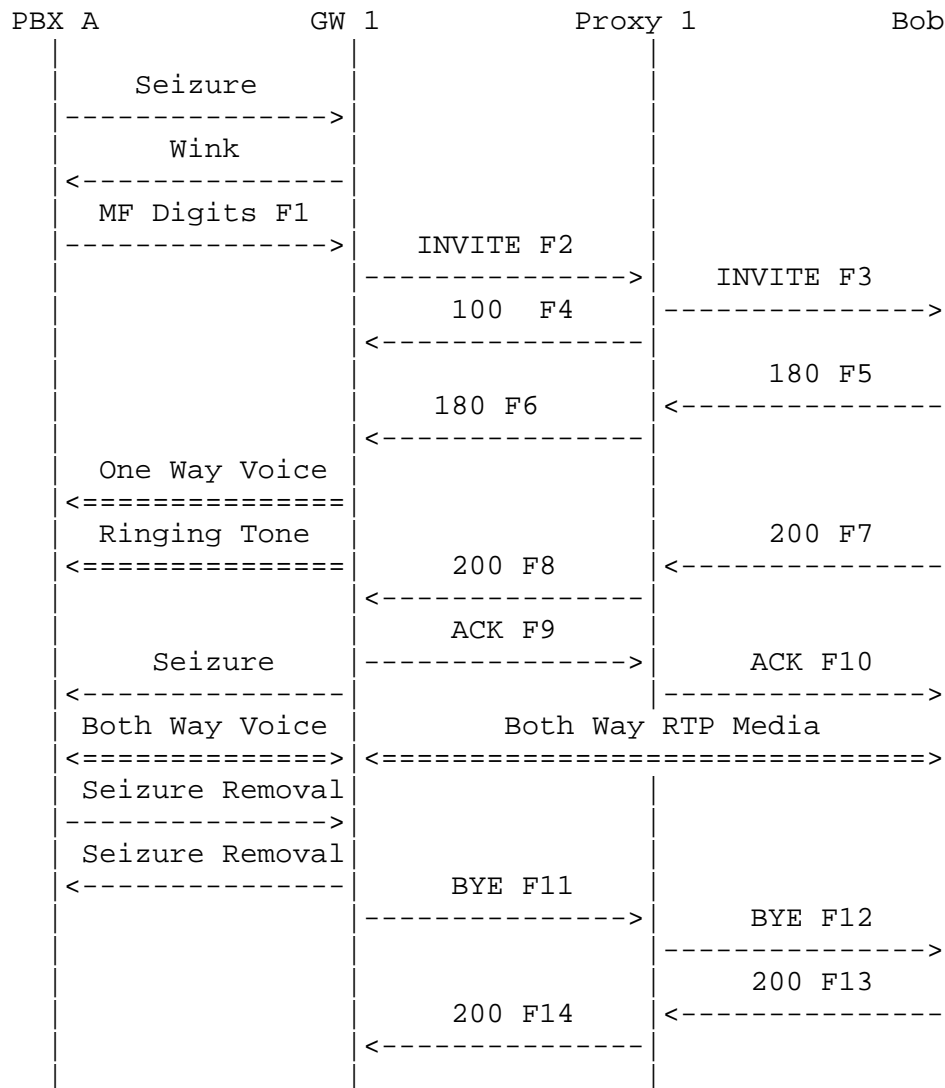 PBX A GW 1 Proxy 1 Bob
Seizure
Wink
MF Digits F1
INVITE F2
INVITE F3
100 F4
180 F5
180 F6
One Way Voice
Ringing Tone 200 F7
200 F8
ACK F9
Seizure ACK F10
Both Way Voice Both Way RTP Media
Seizure Removal
Seizure Removal
BYE F11
BYE F12
200 F13
200 F14